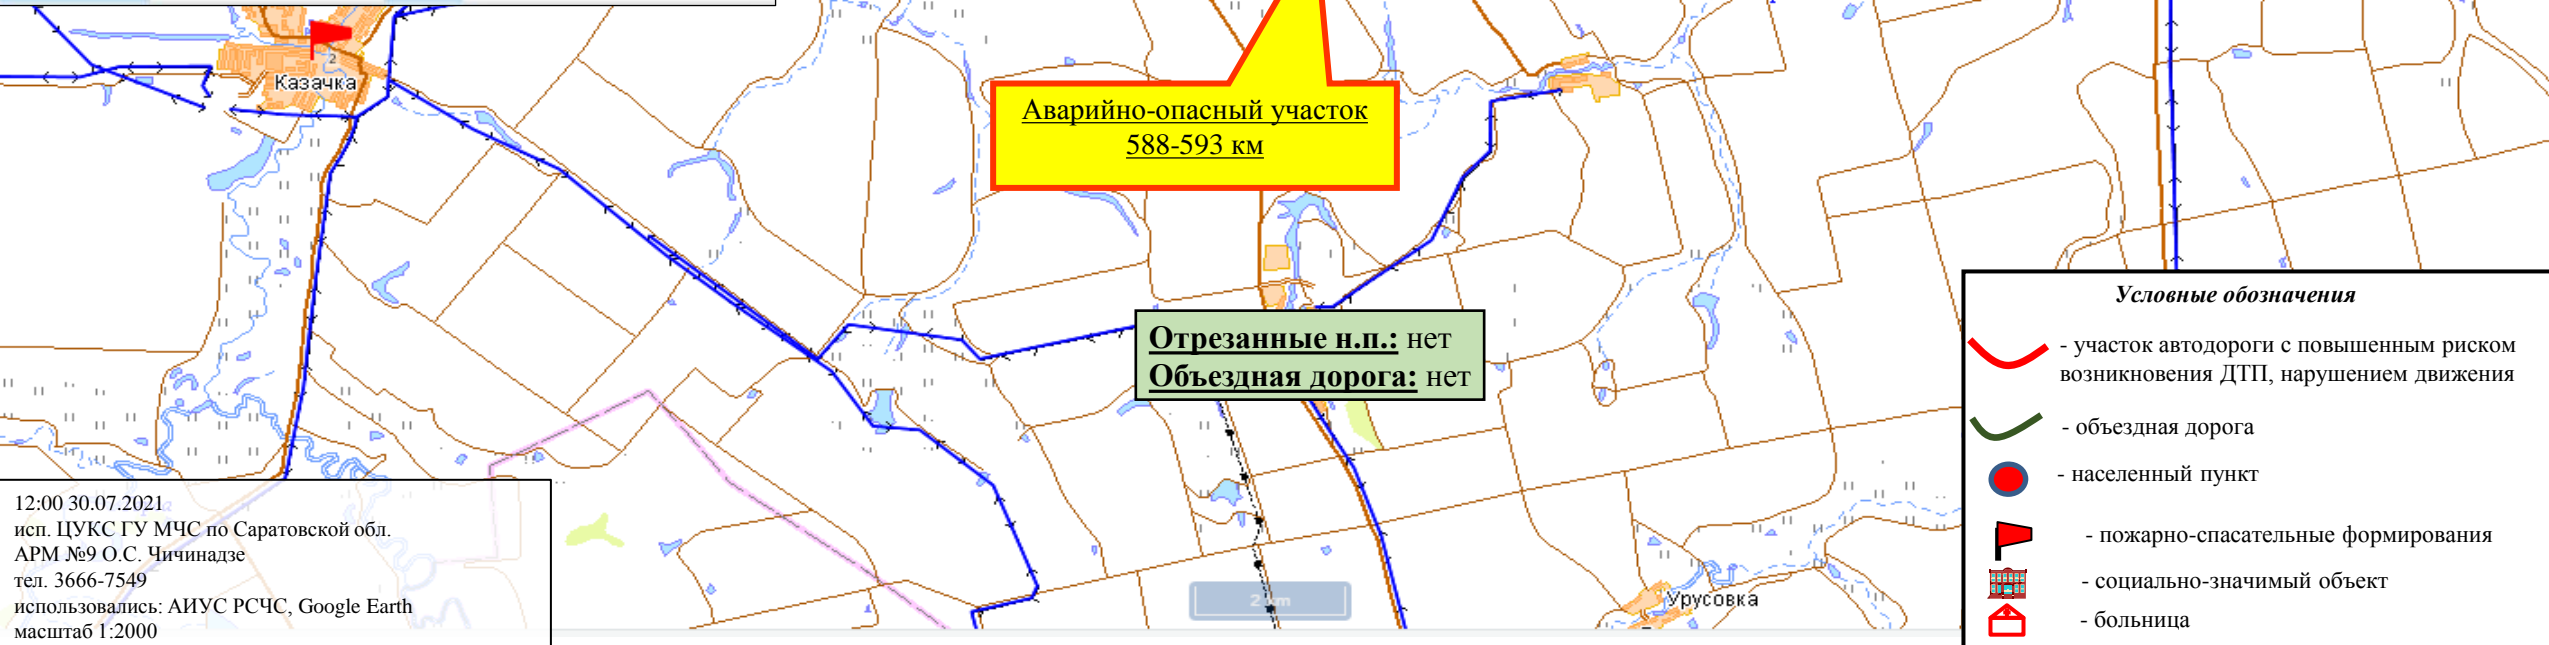 2
Казачка
Аварийно-опасный участок
588-593 км
Отрезанные н.п.: нет
Объездная дорога: нет
Условные обозначения
- участок автодороги с повышенным риском
возникновения ДТП, нарушением движения
- объездная дорога
- населенный пункт
- пожарно-спасательные формирования
- социально-значимый объект
- больница
12:00 30.07.2021
исп. ЦУКС ГУ МЧС по Саратовской обл.
АРМ №9 О.С. Чичинадзе
тел. 3666-7549
использовались: АИУС РСЧС, Google Earth
масштаб 1:2000
2 km
Урусовка